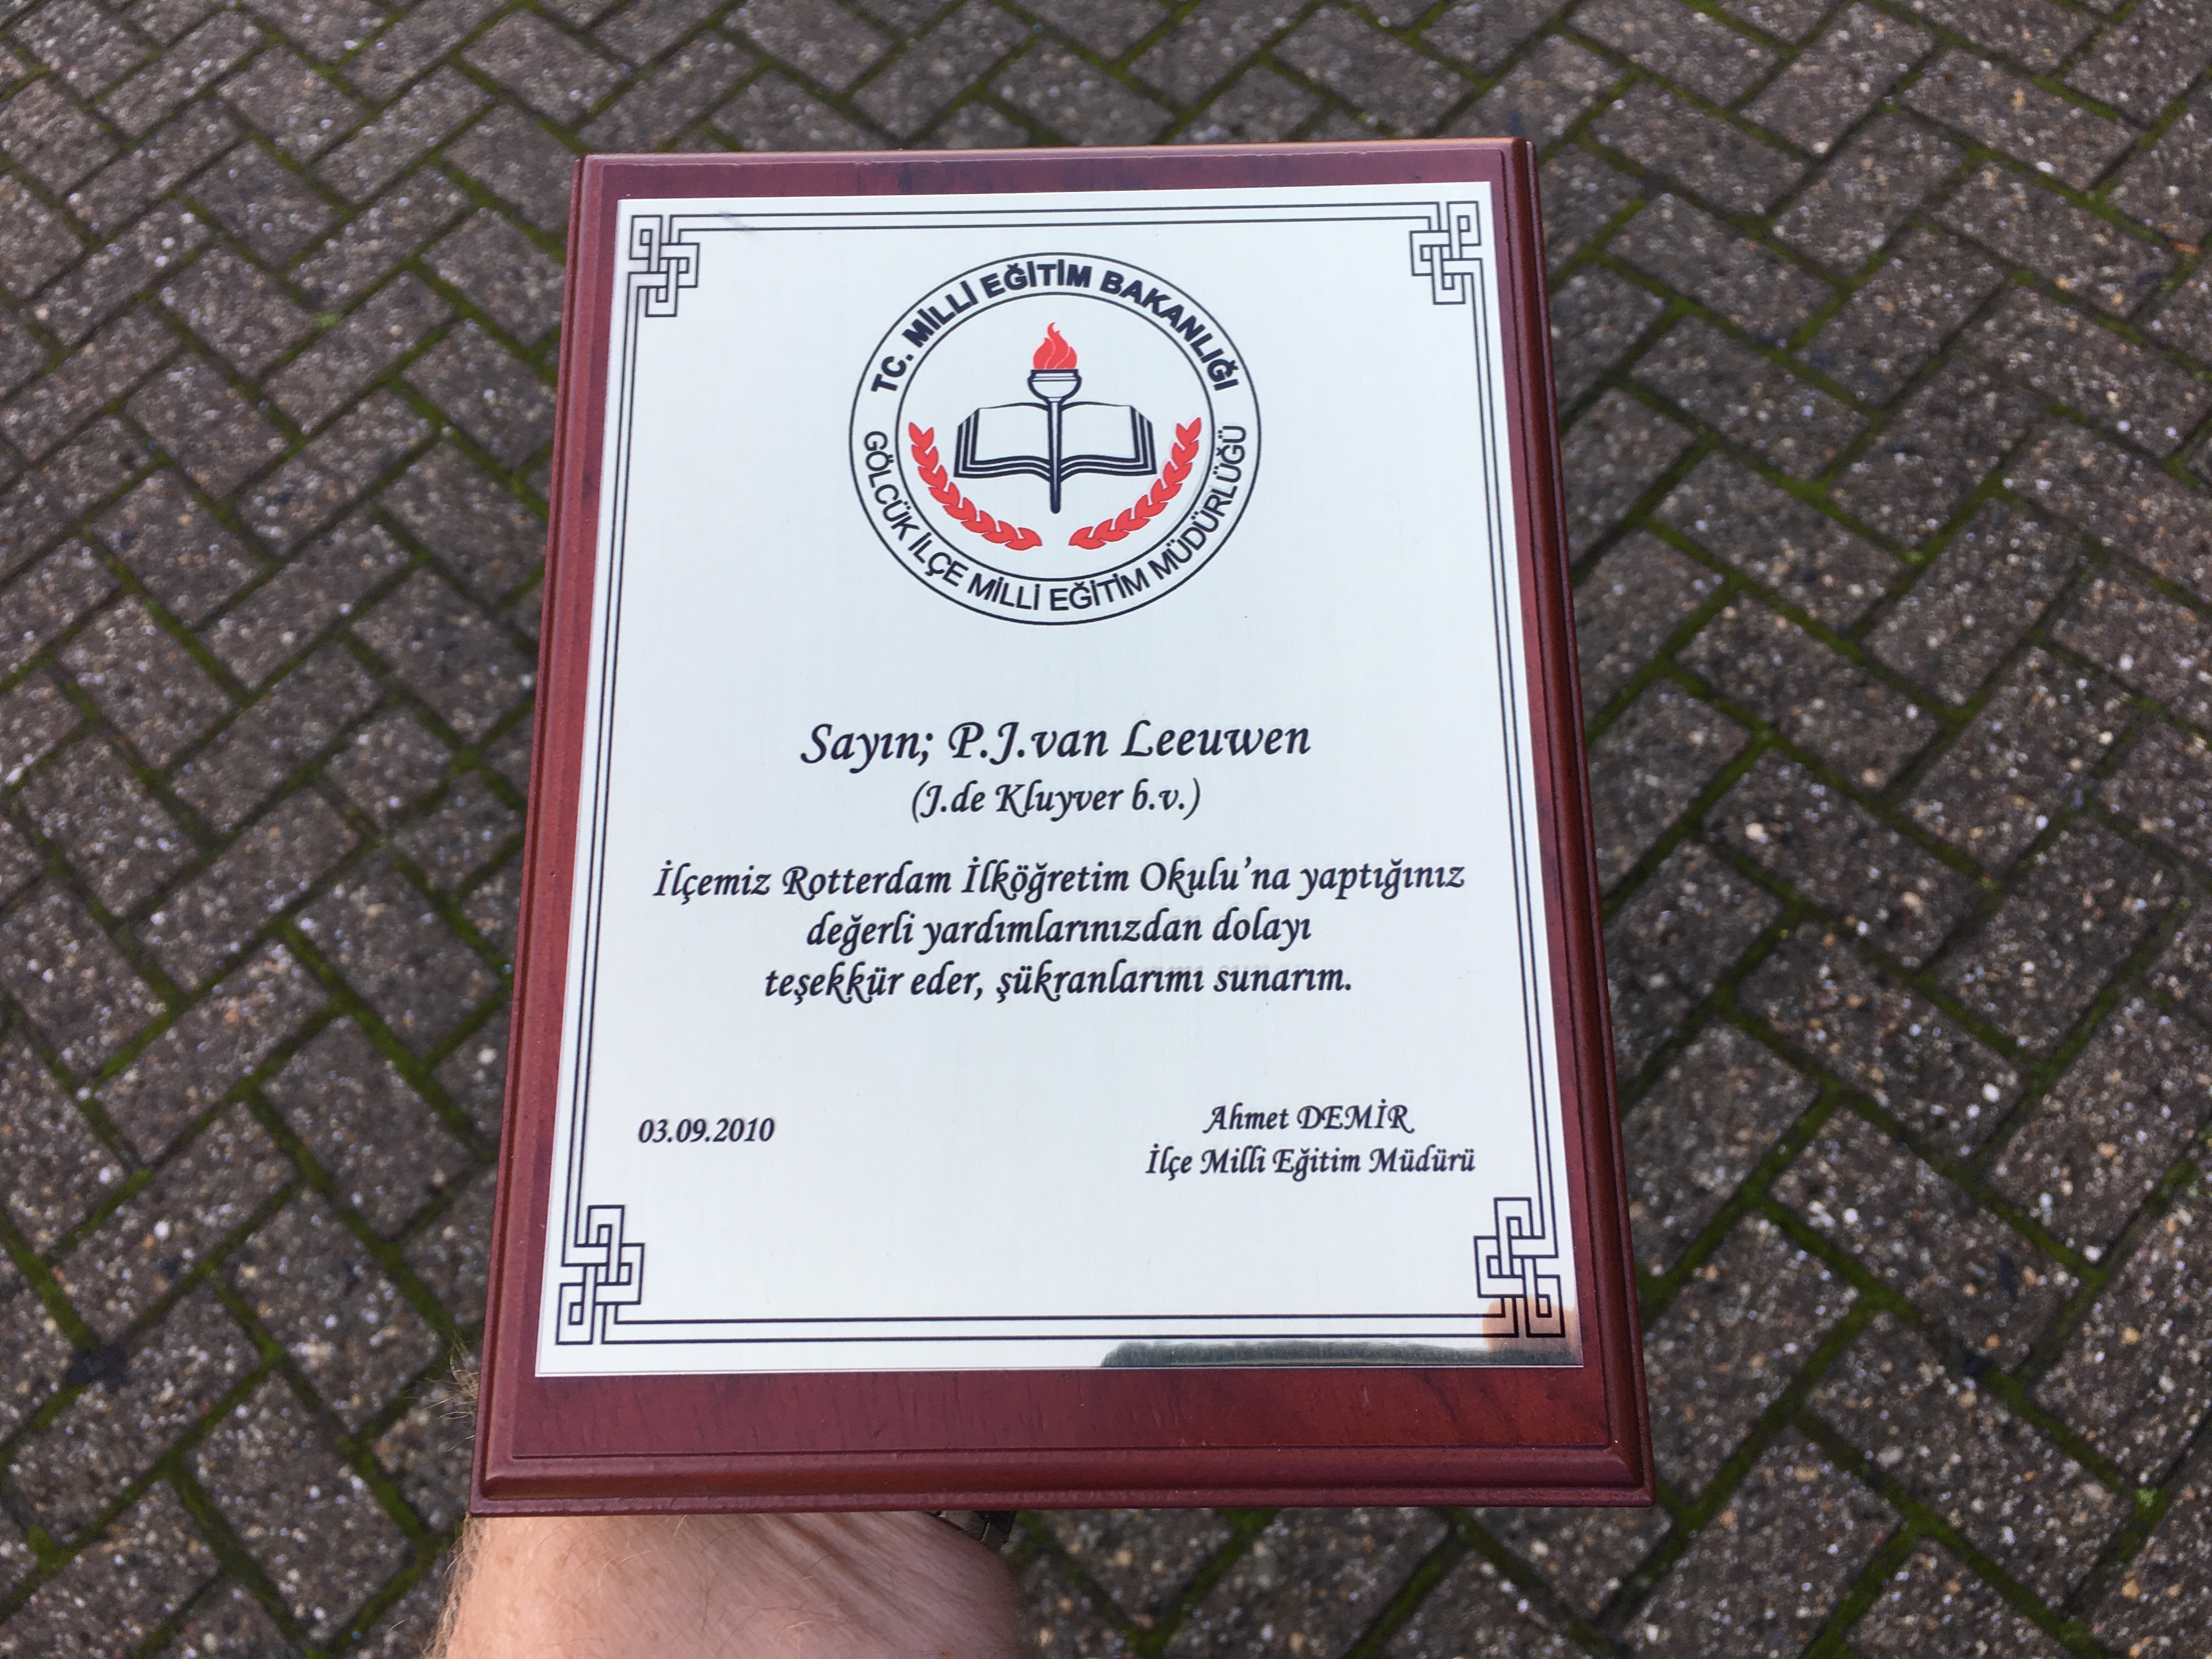 TC. MİLLİ EĞİTİM BAKANLIĞI
GÖLCÜK İLÇE MİLLİ EĞİTİM MÜDÜRLÜĞÜ
Sayın; P.J.van Leeuwen
(J.de Kluyver b.v.)
İlçemiz Rotterdam İlköğretim Okulu'na yaptığınız
değerli yardımlarınızdan dolayı
teşekkür eder, şükranlarımı sunarım.
03.09.2010
Ahmet DEMİR
İlçe Milli Eğitim Müdürü